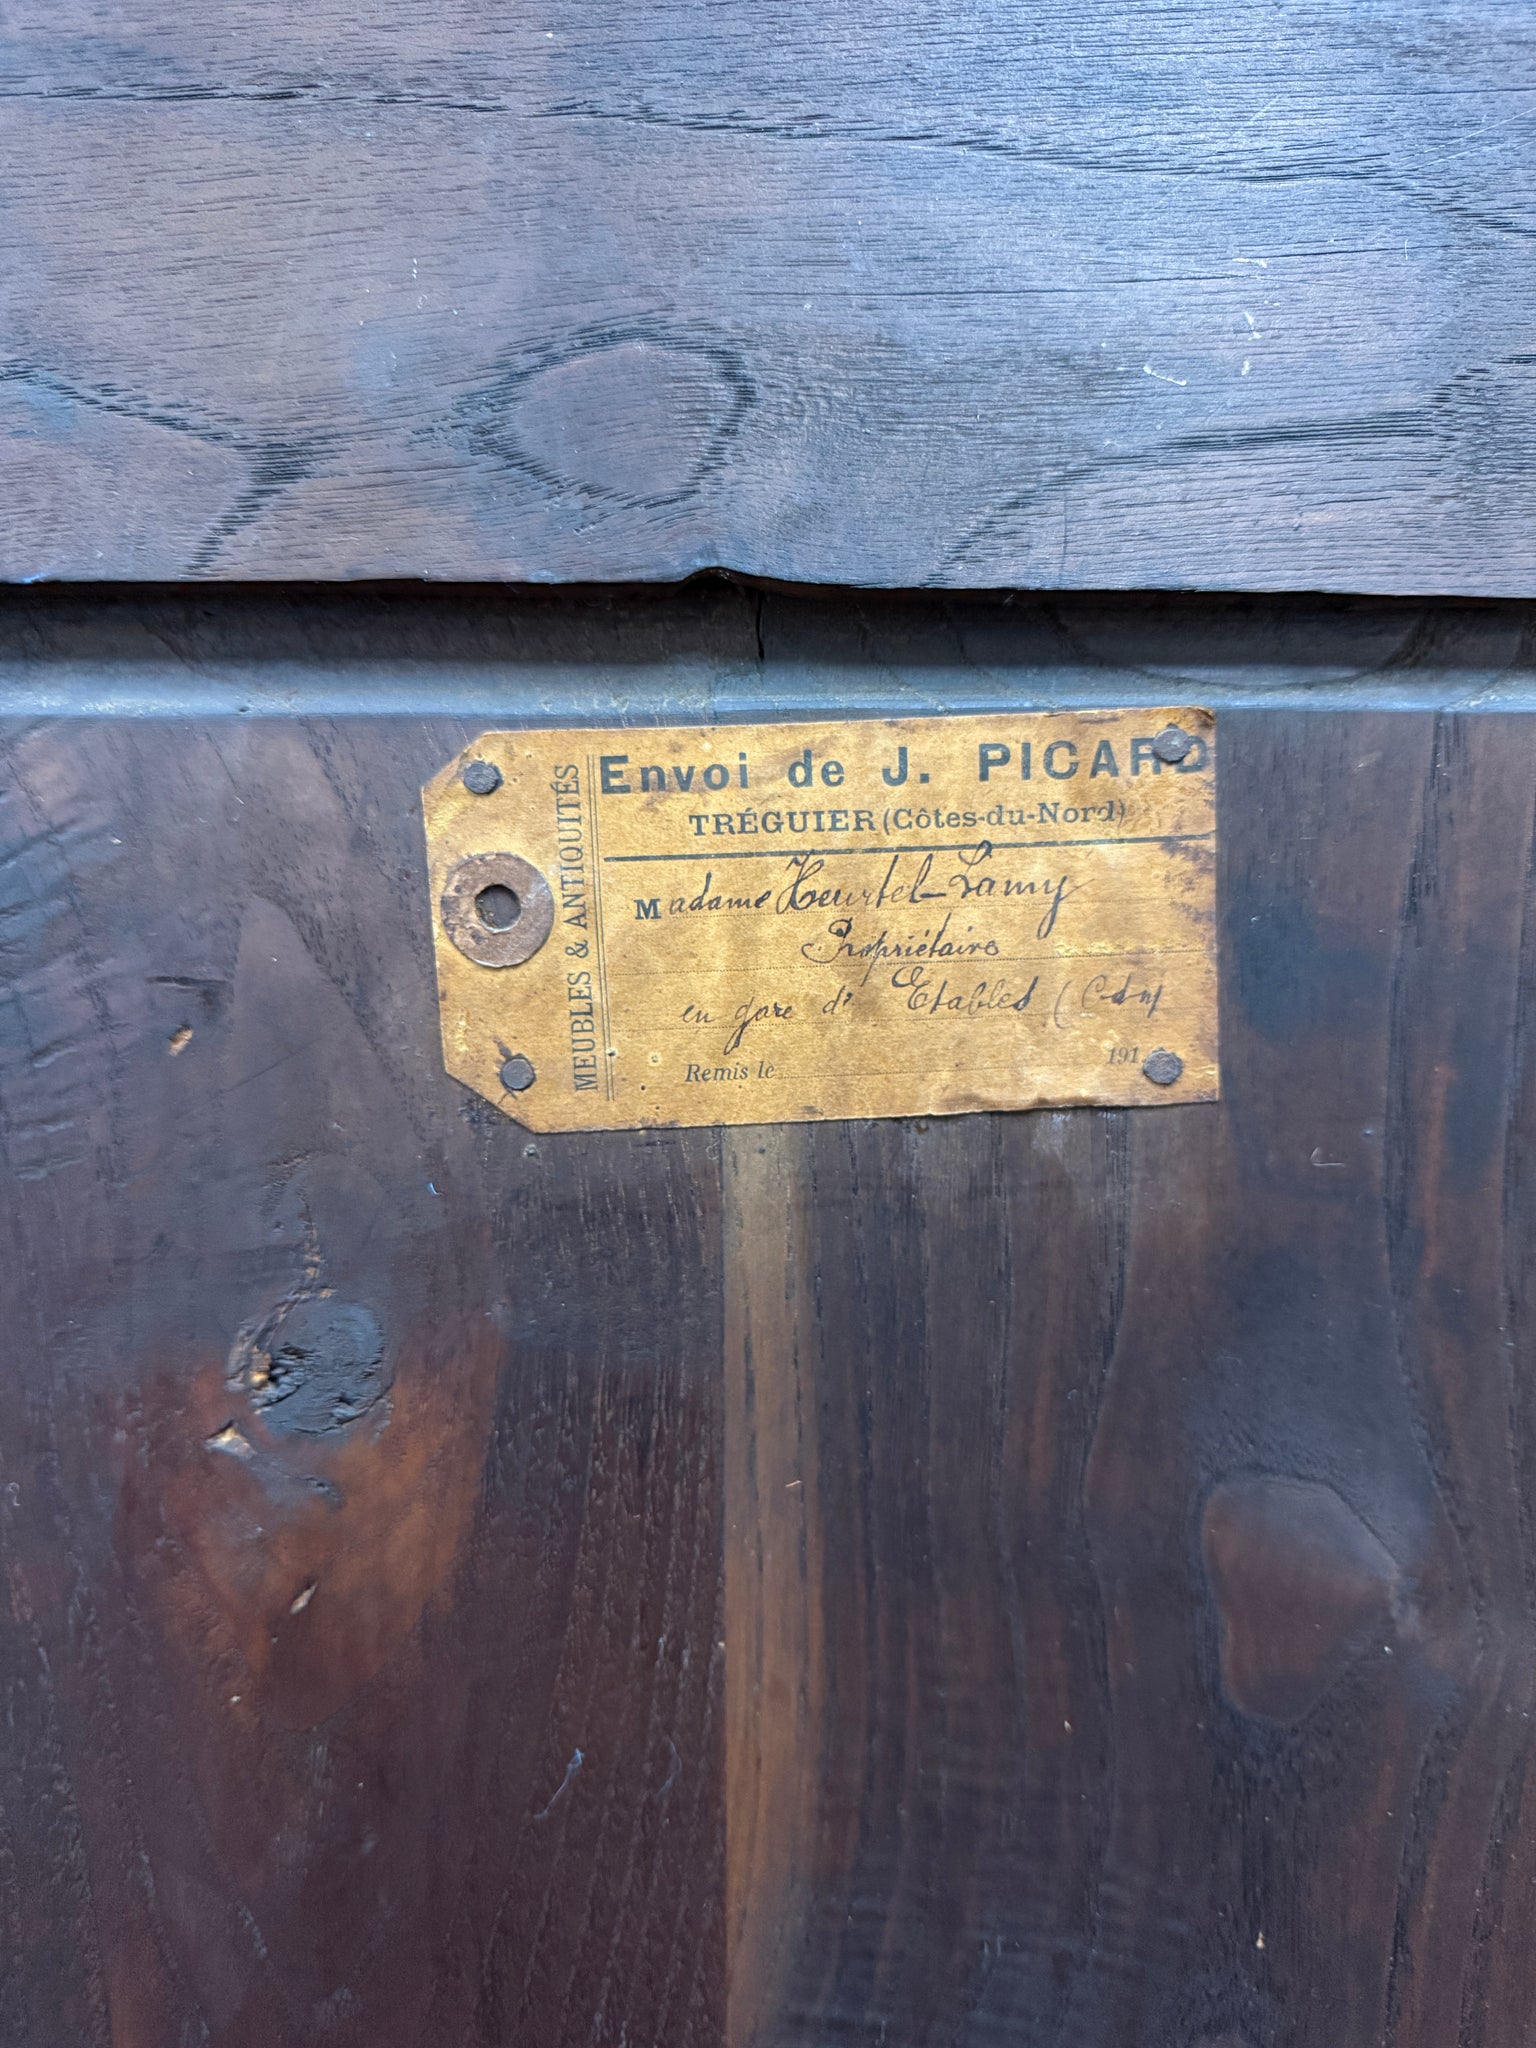 MEUBLES & ANTIQUITÉS
Envoi de J. PICARD
TRÉGUIER (Côtes-du-Nord)
Madame Heurtel-Lamy
Propriétaire
en gare d' Etables (C-d-n)
Remis le 191